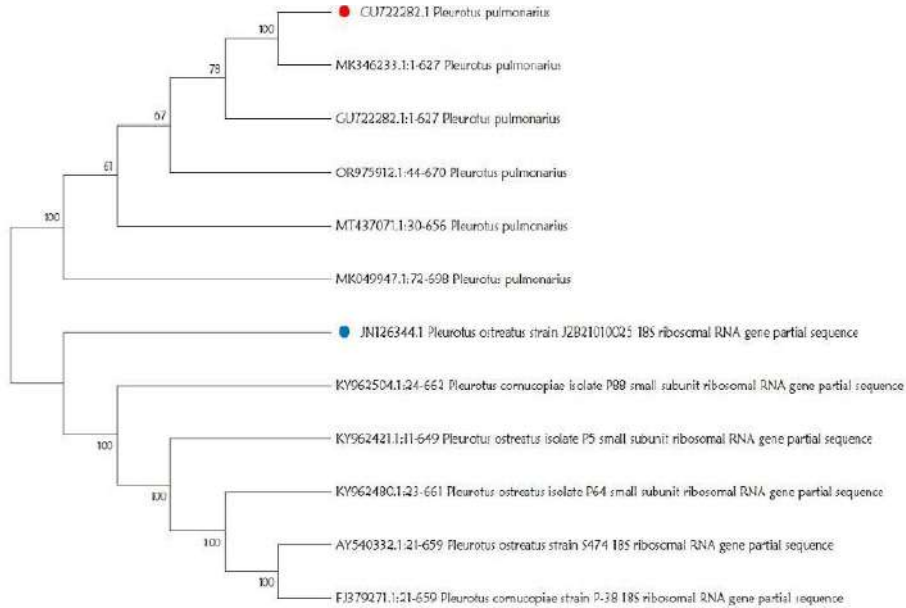 GU722282.1 Pleurotus pulmonarius
100
MK346233.1:1-627 Pleurotus pulmonarius
78
GU722282.1:1-627 Pleurotus pulmonarius
67
OR975912.1:44-670 Pleurotus pulmonarius
61
MT437071.1:30-656 Pleurotus pulmonarius
100
MK049947.1:72-698 Pleurotus pulmonarius
JN126344.1 Pleurotus ostreatus strain JZB21010025 18S ribosomal RNA gene partial sequence
KY962504.1:24-662 Pleurotus cornucopiae isolate P88 small subunit ribosomal RNA gene partial sequence
100
KY962421.1:11-649 Pleurotus ostreatus isolate P5 small subunit ribosomal RNA gene partial sequence
100
KY962480.1:23-661 Pleurotus ostreatus isolate P64 small subunit ribosomal RNA gene partial sequence
100
AY540332.1:21-659 Pleurotus ostreatus strain S474 18S ribosomal RNA gene partial sequence
100
FJ379271.1:21-659 Pleurotus cornucopiae strain P-38 18S ribosomal RNA gene partial sequence